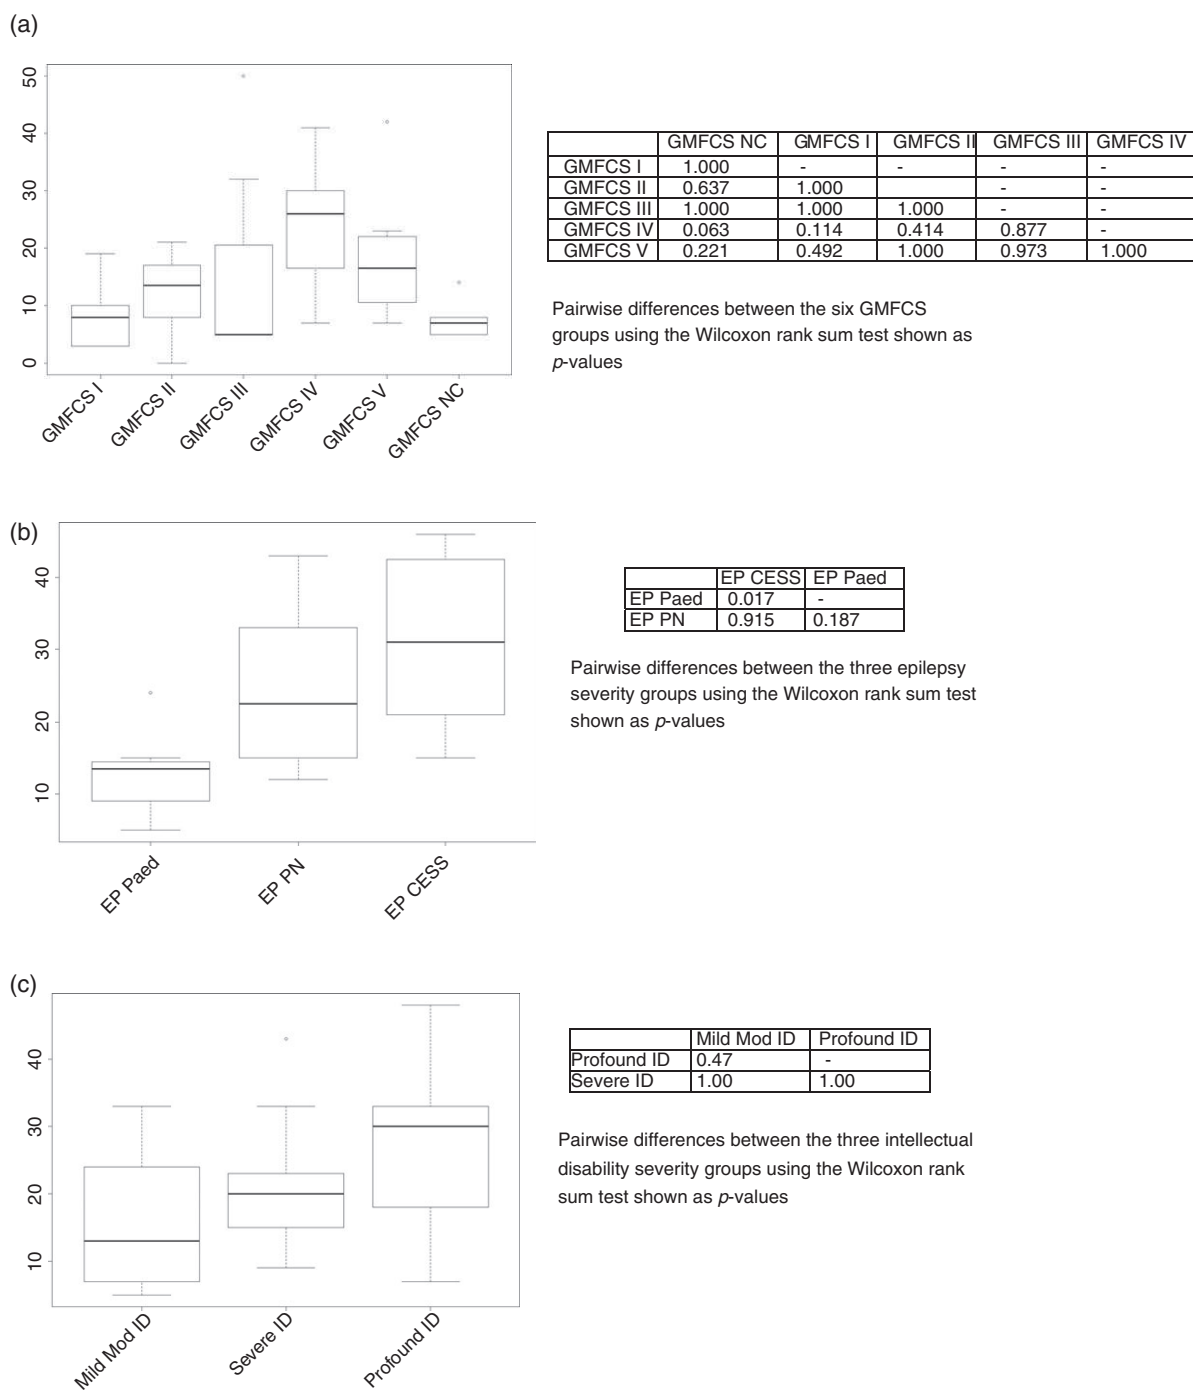 (a)
50
40
30
20
10
0
GMFCS I
GMFCS II
GMFCS III
GMFCS IV
GMFCS V
GMFCS NC
GMFCS NC GMFCS I GMFCS II GMFCS III GMFCS IV
GMFCS I 1.000 - - - -
GMFCS II 0.637 1.000 - -
GMFCS III 1.000 1.000 1.000 - -
GMFCS IV 0.063 0.114 0.414 0.877 -
GMFCS V 0.221 0.492 1.000 0.973 1.000
Pairwise differences between the six GMFCS
groups using the Wilcoxon rank sum test shown as
p-values
(b)
40
30
20
10
EP Paed
EP PN
EP CESS
EP CESS EP Paed
EP Paed 0.017 -
EP PN 0.915 0.187
Pairwise differences between the three epilepsy
severity groups using the Wilcoxon rank sum test
shown as p-values
(c)
40
30
20
10
Mild Mod ID
Severe ID
Profound ID
Mild Mod ID Profound ID
Profound ID 0.47 -
Severe ID 1.00 1.00
Pairwise differences between the three intellectual
disability severity groups using the Wilcoxon rank
sum test shown as p-values